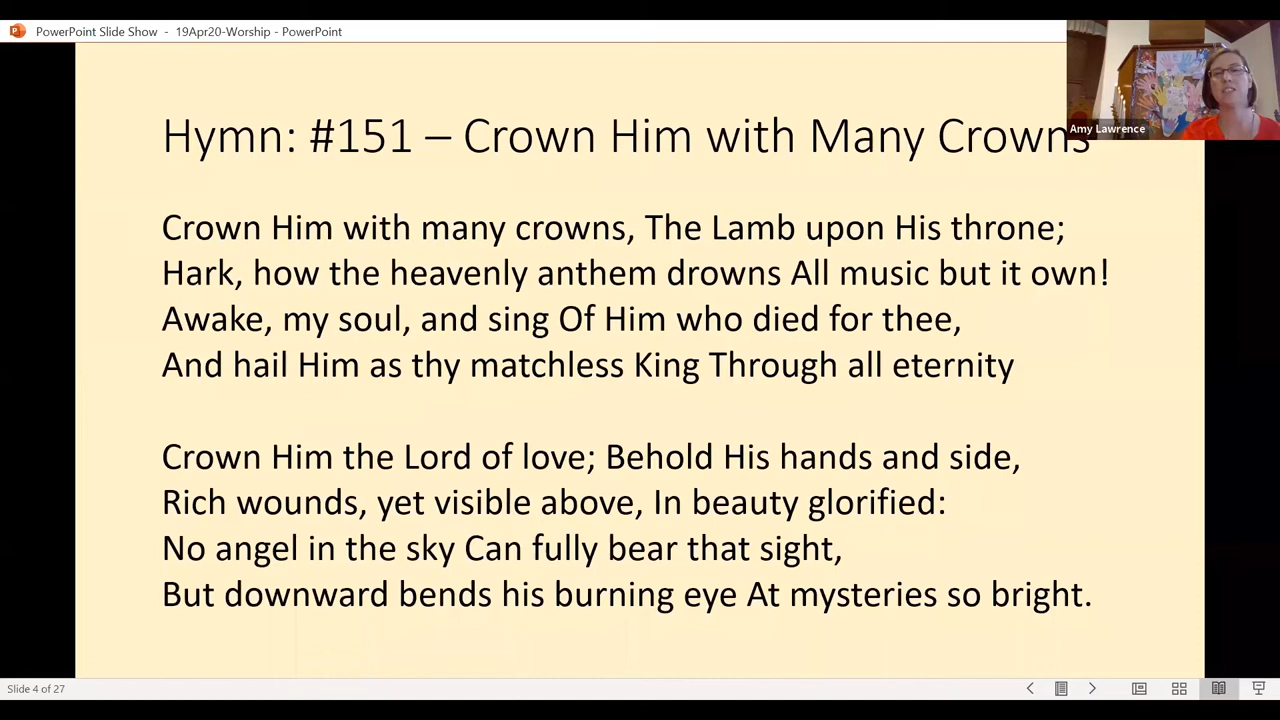 PowerPoint Slide Show - 19Apr20-Worship - PowerPoint
Amy Lawrence
Hymn: #151 – Crown Him with Many Crowns
Crown Him with many crowns, The Lamb upon His throne;
Hark, how the heavenly anthem drowns All music but it own!
Awake, my soul, and sing Of Him who died for thee,
And hail Him as thy matchless King Through all eternity
Crown Him the Lord of love; Behold His hands and side,
Rich wounds, yet visible above, In beauty glorified:
No angel in the sky Can fully bear that sight,
But downward bends his burning eye At mysteries so bright.
Slide 4 of 27